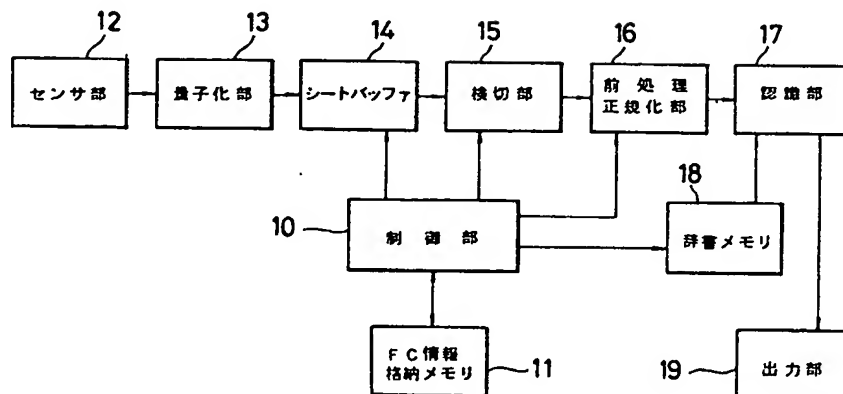 12
13
14
15
16
17
センサ部
量子化部
シートバッファ
検切部
前処理
正規化部
認識部
10
制御部
18
辞書メモリ
FC情報
格納メモリ
11
19
出力部